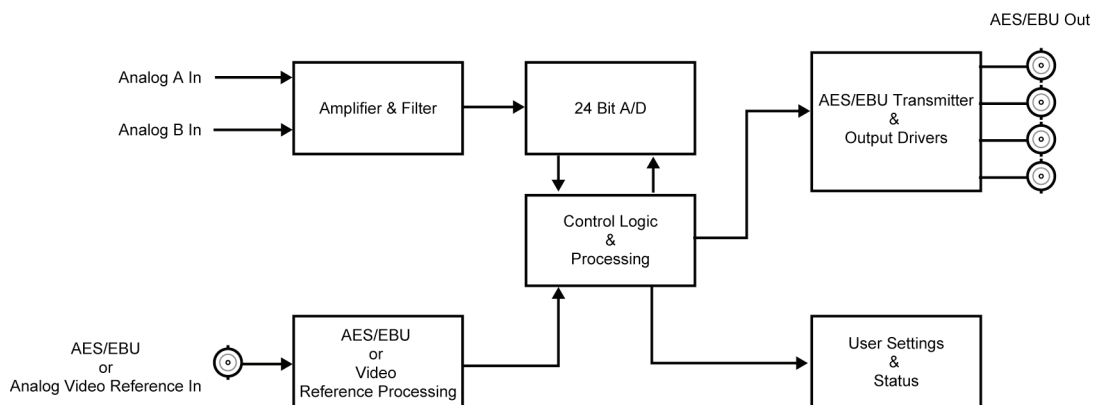 AES/EBU Out
Analog A In
Analog B In
Amplifier & Filter
24 Bit A/D
AES/EBU Transmitter
&
Output Drivers
Control Logic
&
Processing
AES/EBU
or
Analog Video Reference In
AES/EBU
or
Video
Reference Processing
User Settings
&
Status